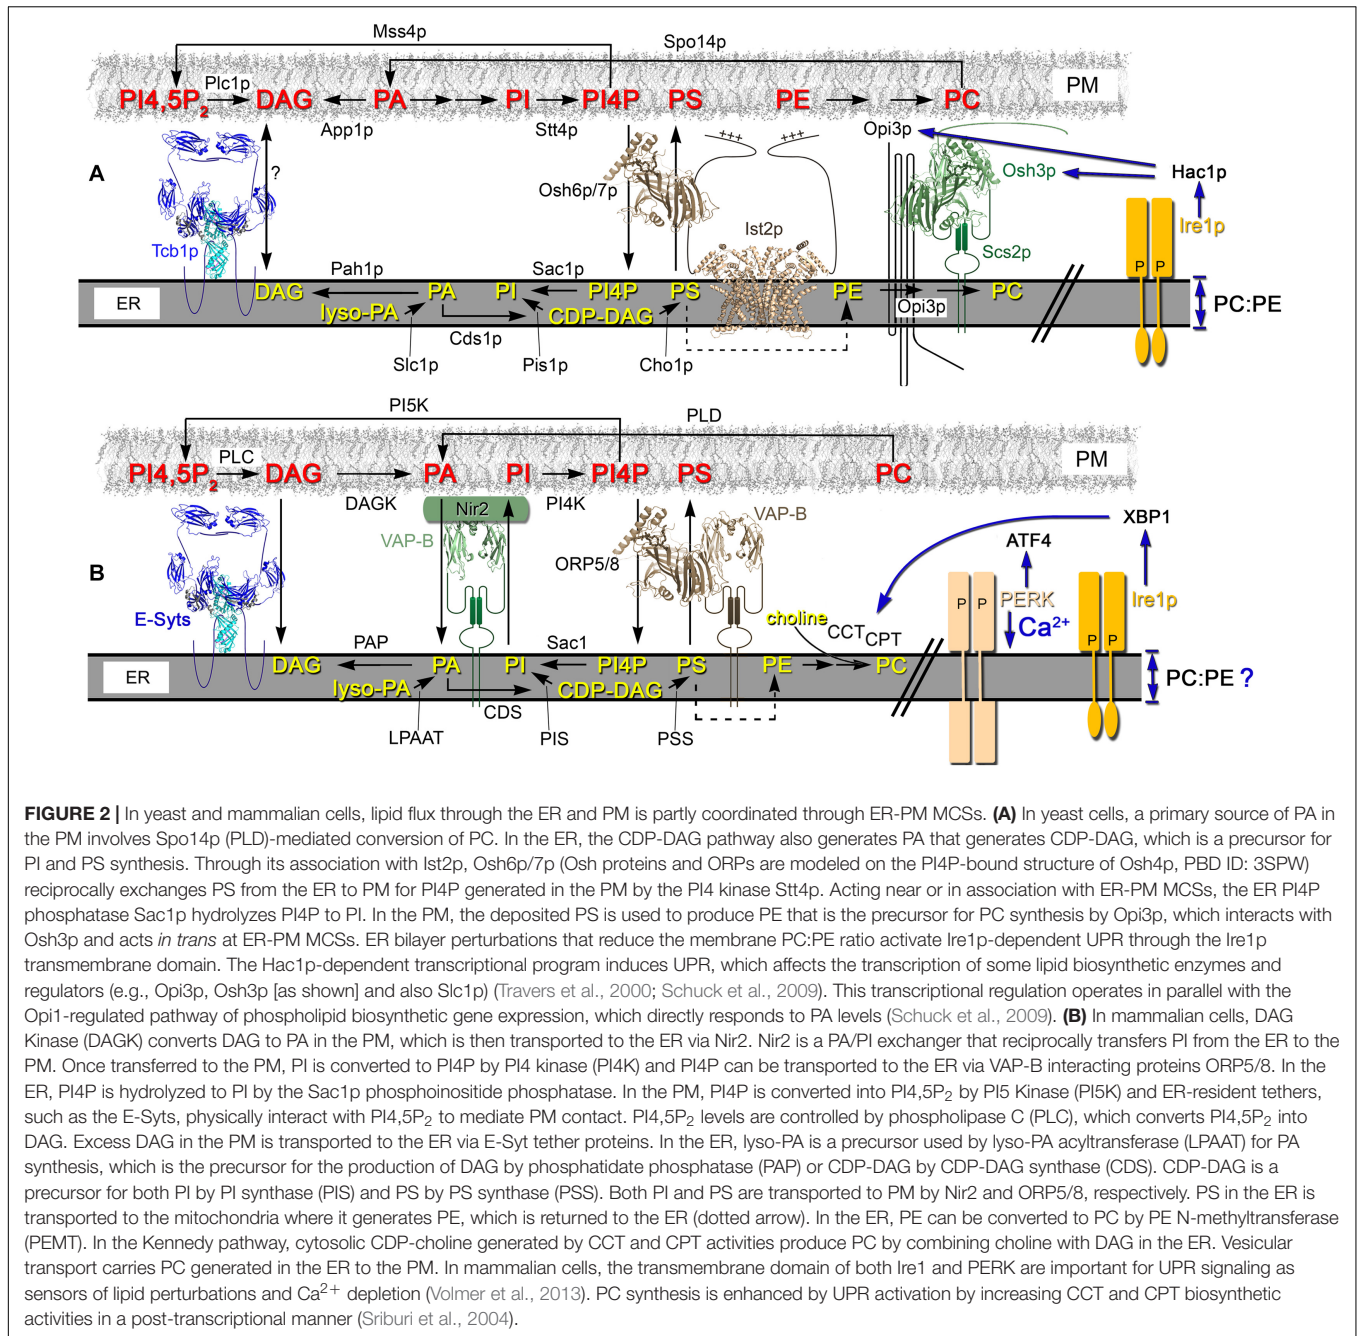 Mss4p
Spo14p
Plc1p
PI4,5P2 DAG PA PI PI4P PS PE PC
PM
App1p
Stt4p
Opi3p
+++
+++
A
?
Osh6p/7p
Osh3p
Hac1p
Tcb1p
Ist2p
Scs2p
Ire1p
P P
Pah1p
Sac1p
ER
DAG PA PI PI4P PS PE PC
lyso-PA CDP-DAG
Opi3p
PC:PE
Cds1p
Slc1p Pis1p Cho1p
PI5K
PLD
PLC
PI4,5P2 DAG PA PI PI4P PS PC
PM
DAGK
Nir2
PI4K
VAP-B
VAP-B
XBP1
ATF4
B
ORP5/8
E-Syts
P P
PERK
Ca2+
Ire1p
P P
choline
CCT
CPT
PAP
Sac1
ER
DAG PA PI PI4P PS PE PC
lyso-PA CDP-DAG
PC:PE ?
CDS
LPAAT PIS PSS
FIGURE 2 | In yeast and mammalian cells, lipid flux through the ER and PM is partly coordinated through ER-PM MCSs. (A) In yeast cells, a primary source of PA in
the PM involves Spo14p (PLD)-mediated conversion of PC. In the ER, the CDP-DAG pathway also generates PA that generates CDP-DAG, which is a precursor for
PI and PS synthesis. Through its association with Ist2p, Osh6p/7p (Osh proteins and ORPs are modeled on the PI4P-bound structure of Osh4p, PBD ID: 3SPW)
reciprocally exchanges PS from the ER to PM for PI4P generated in the PM by the PI4 kinase Stt4p. Acting near or in association with ER-PM MCSs, the ER PI4P
phosphatase Sac1p hydrolyzes PI4P to PI. In the PM, the deposited PS is used to produce PE that is the precursor for PC synthesis by Opi3p, which interacts with
Osh3p and acts in trans at ER-PM MCSs. ER bilayer perturbations that reduce the membrane PC:PE ratio activate Ire1p-dependent UPR through the Ire1p
transmembrane domain. The Hac1p-dependent transcriptional program induces UPR, which affects the transcription of some lipid biosynthetic enzymes and
regulators (e.g., Opi3p, Osh3p [as shown] and also Slc1p) (Travers et al., 2000; Schuck et al., 2009). This transcriptional regulation operates in parallel with the
Opi1-regulated pathway of phospholipid biosynthetic gene expression, which directly responds to PA levels (Schuck et al., 2009). (B) In mammalian cells, DAG
Kinase (DAGK) converts DAG to PA in the PM, which is then transported to the ER via Nir2. Nir2 is a PA/PI exchanger that reciprocally transfers PI from the ER to the
PM. Once transferred to the PM, PI is converted to PI4P by PI4 kinase (PI4K) and PI4P can be transported to the ER via VAP-B interacting proteins ORP5/8. In the
ER, PI4P is hydrolyzed to PI by the Sac1p phosphoinositide phosphatase. In the PM, PI4P is converted into PI4,5P2 by PI5 Kinase (PI5K) and ER-resident tethers,
such as the E-Syts, physically interact with PI4,5P2 to mediate PM contact. PI4,5P2 levels are controlled by phospholipase C (PLC), which converts PI4,5P2 into
DAG. Excess DAG in the PM is transported to the ER via E-Syt tether proteins. In the ER, lyso-PA is a precursor used by lyso-PA acyltransferase (LPAAT) for PA
synthesis, which is the precursor for the production of DAG by phosphatidate phosphatase (PAP) or CDP-DAG by CDP-DAG synthase (CDS). CDP-DAG is a
precursor for both PI by PI synthase (PIS) and PS by PS synthase (PSS). Both PI and PS are transported to PM by Nir2 and ORP5/8, respectively. PS in the ER is
transported to the mitochondria where it generates PE, which is returned to the ER (dotted arrow). In the ER, PE can be converted to PC by PE N-methyltransferase
(PEMT). In the Kennedy pathway, cytosolic CDP-choline generated by CCT and CPT activities produce PC by combining choline with DAG in the ER. Vesicular
transport carries PC generated in the ER to the PM. In mammalian cells, the transmembrane domain of both Ire1 and PERK are important for UPR signaling as
sensors of lipid perturbations and Ca2+ depletion (Volmer et al., 2013). PC synthesis is enhanced by UPR activation by increasing CCT and CPT biosynthetic
activities in a post-transcriptional manner (Sriburi et al., 2004).